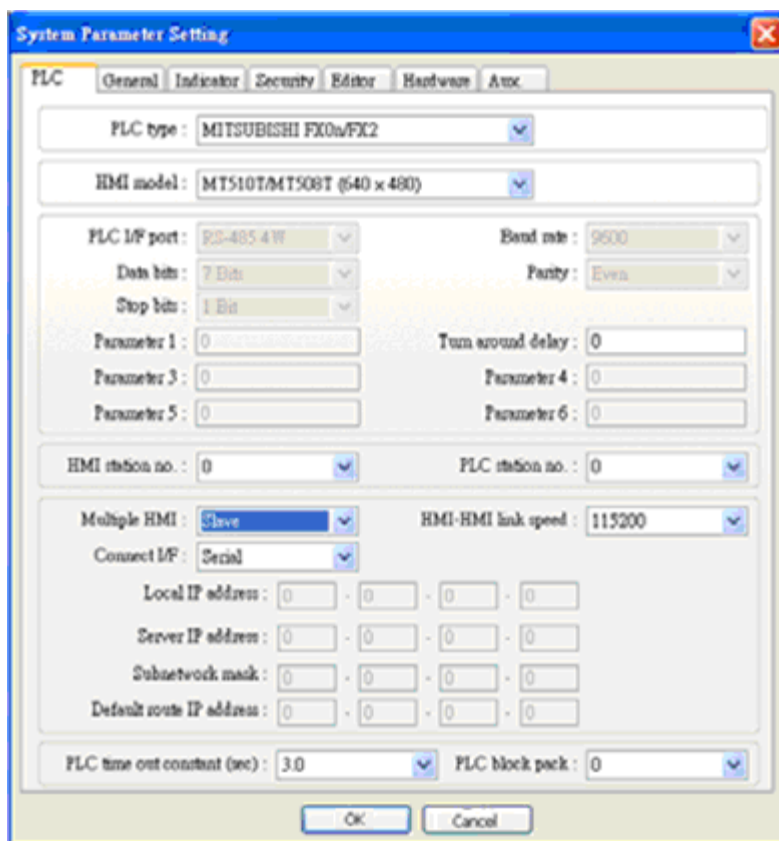 System Parameter Setting
PLC General Indicator Security Editor Hardware Aux.
PLC type : MITSUBISHI FX0n/FX2
HMI model : MT510T/MT508T (640 x 480)
PLC I/F port : RS-485 4W Baud rate : 9600
Data bits : 7 Bits Parity : Even
Stop bits : 1 Bit
Parameter 1 : 0 Turn around delay : 0
Parameter 3 : 0 Parameter 4 : 0
Parameter 5 : 0 Parameter 6 : 0
HMI station no. : 0 PLC station no. : 0
Multiple HMI : Slave HMI-HMI link speed : 115200
Connect I/F : Serial
Local IP address : 0 . 0 . 0 . 0
Server IP address : 0 . 0 . 0 . 0
Subnetwork mask : 0 . 0 . 0 . 0
Default route IP address : 0 . 0 . 0 . 0
PLC time out constant (sec) : 3.0 PLC block pack : 0
OK Cancel